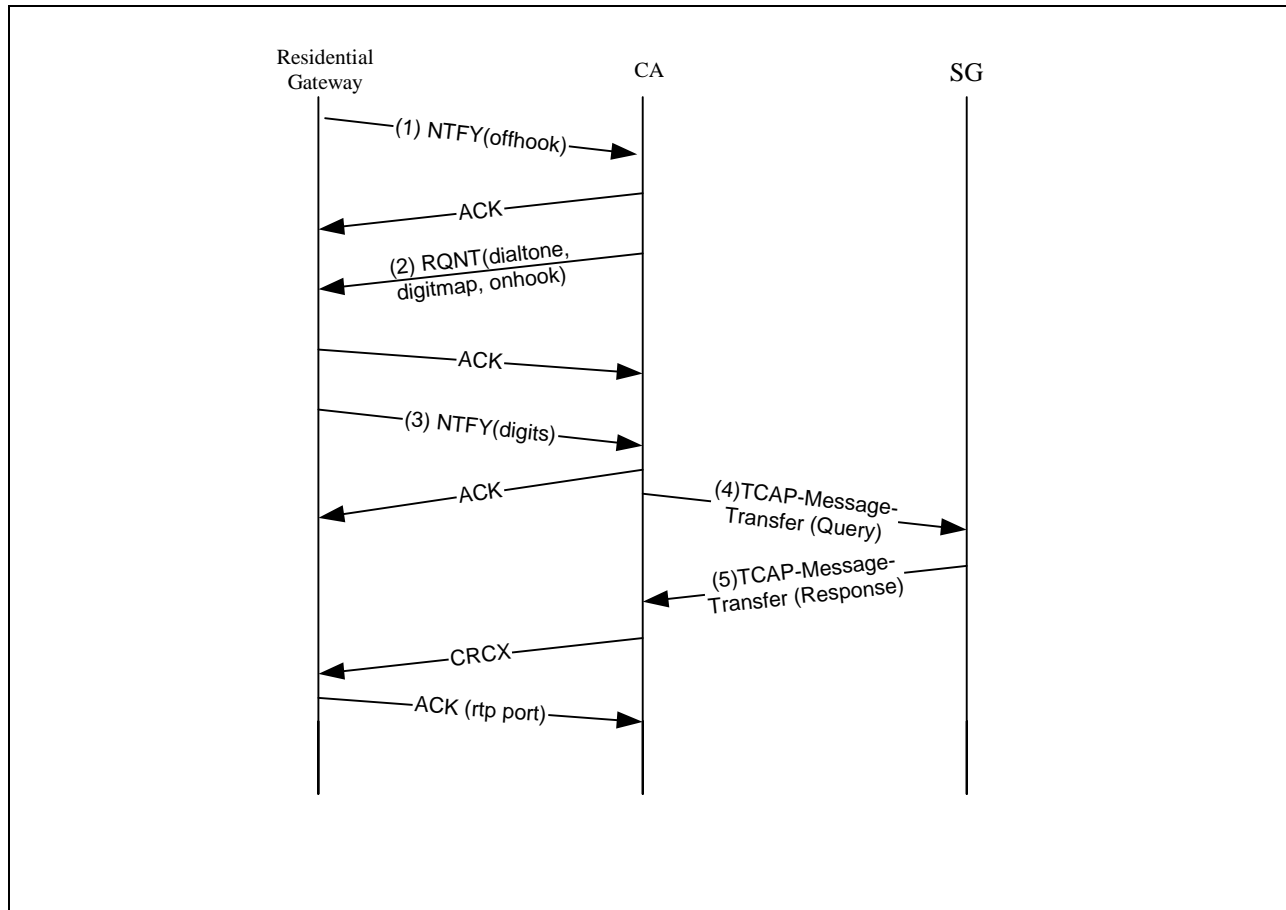 Residential
Gateway
CA
SG
(1) NTFY(offhook)
ACK
(2) RQNT(dialtone,
digitmap, onhook)
ACK
(3) NTFY(digits)
ACK
(4)TCAP-Message-
Transfer (Query)
(5)TCAP-Message-
Transfer (Response)
CRCX
ACK (rtp port)